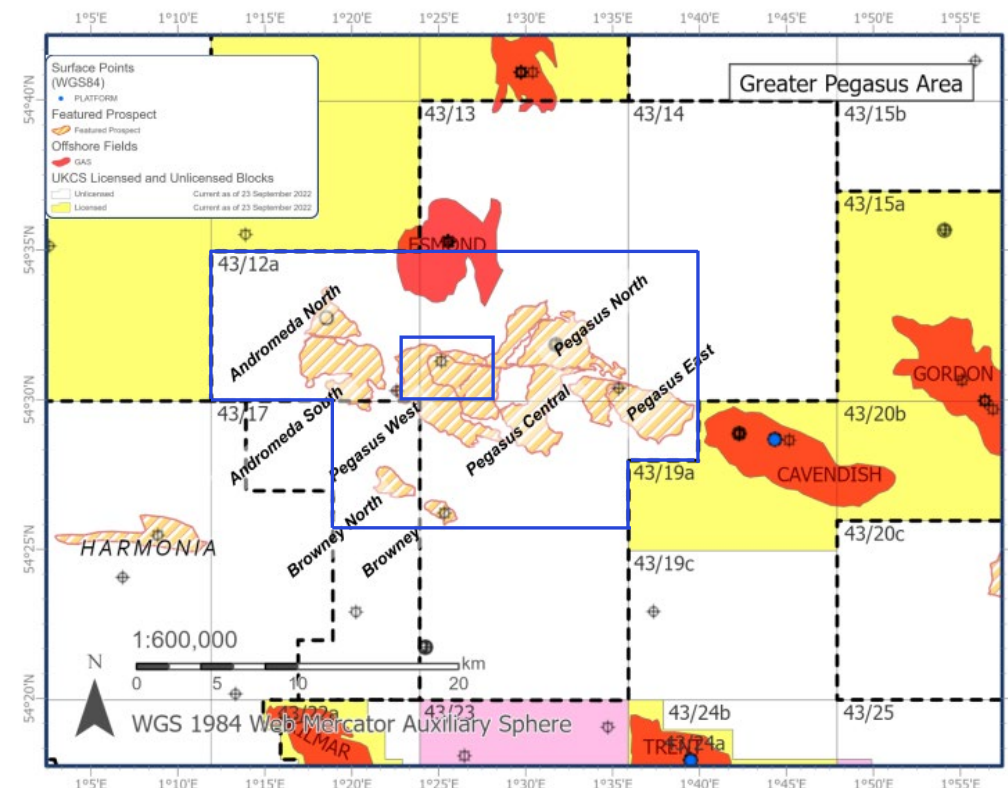 1°5'E 1°10'E 1°15'E 1°20'E 1°25'E 1°30'E 1°35'E 1°40'E 1°45'E 1°50'E 1°55'E
Surface Points
(WGS84)
PLATFORM
Featured Prospect
Featured Prospect
Offshore Fields
GAS
UKCS Licensed and Unlicensed Blocks
Unlicensed Current as of 23 September 2022
Licensed Current as of 23 September 2022
Greater Pegasus Area
54°40'N
43/13
43/14
43/15b
43/15a
54°35'N
ESMOND
43/12a
Andromeda North
Pegasus North
Pegasus East
GORDON
54°30'N
43/17
43/20b
Andromeda South
Pegasus West
Pegasus Central
43/19a
CAVENDISH
54°25'N
HARMONIA
Browney North
Browney
43/19c
43/20c
1:600,000
N
km
0 5 10 20
54°20'N
43/22a
43/23
43/24b
43/25
WGS 1984 Web Mercator Auxiliary Sphere
TRENT
43/24a
1°5'E 1°10'E 1°15'E 1°20'E 1°25'E 1°30'E 1°35'E 1°40'E 1°45'E 1°50'E 1°55'E